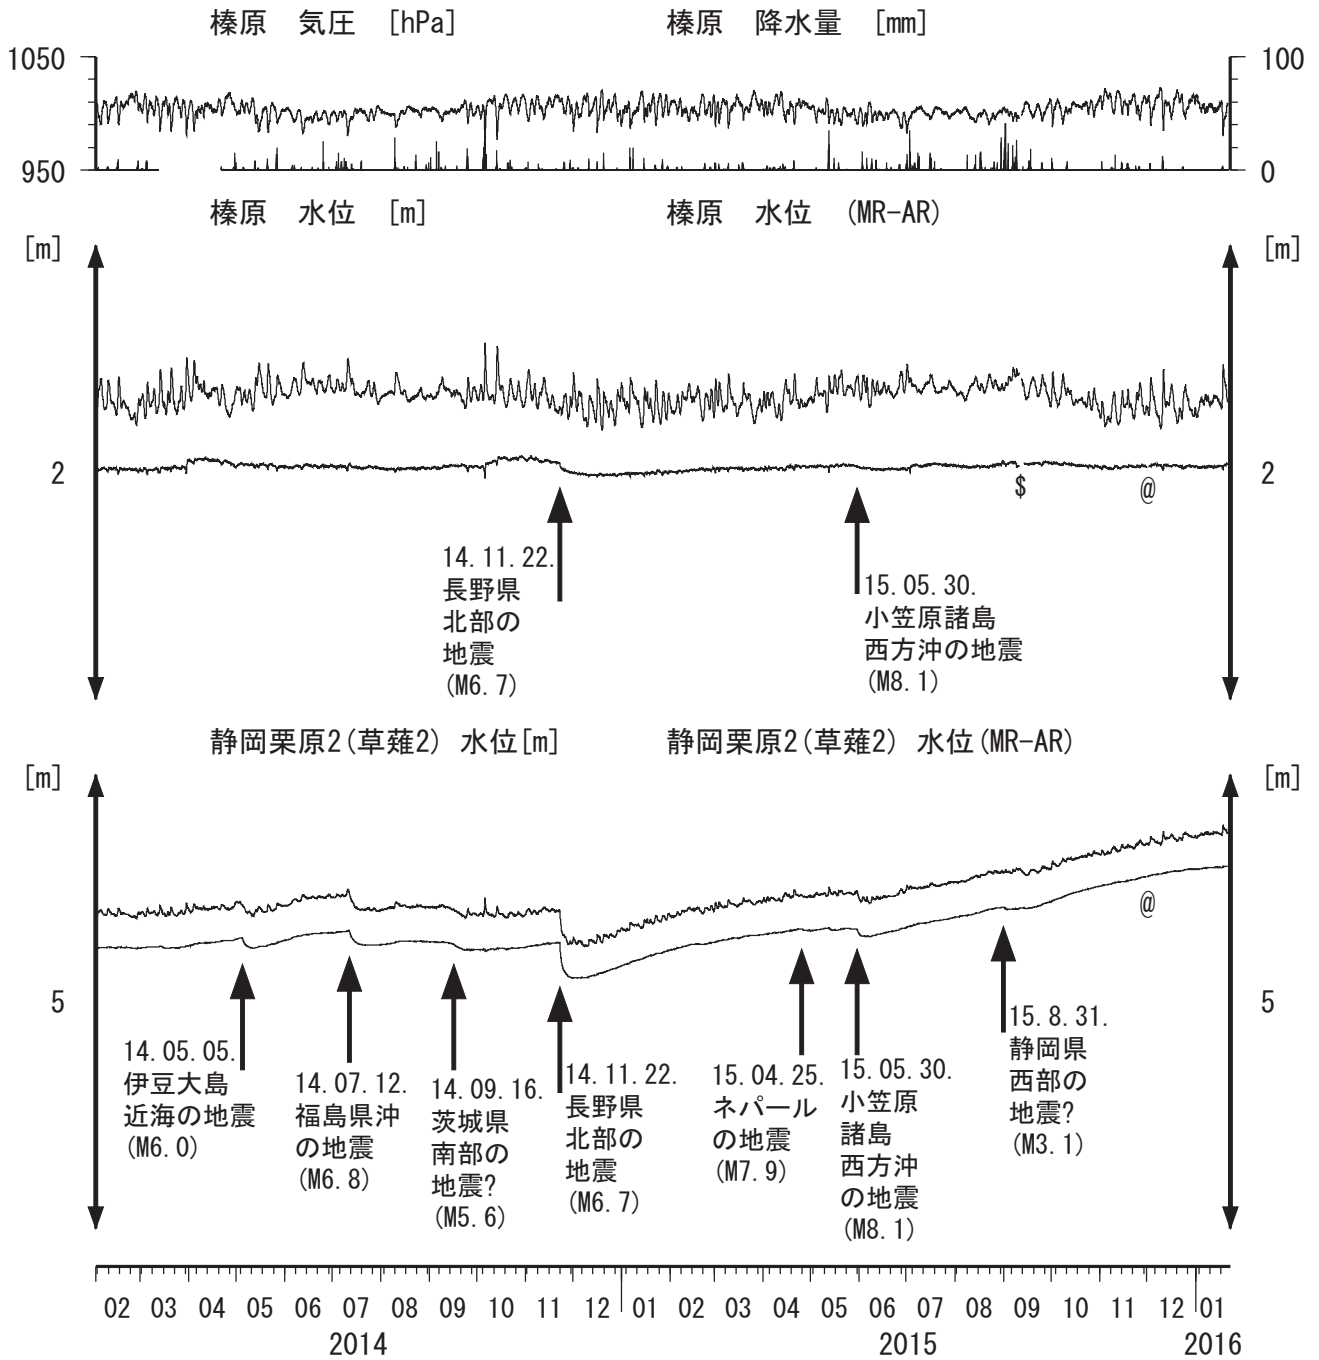 榛原 気圧 [hPa] 榛原 降水量 [mm]
1050 100
950 0
榛原 水位 [m] 榛原 水位 (MR-AR)
[m] [m]
2 2
$ @
14.11.22.
長野県
北部の
地震
(M6.7)
15.05.30.
小笠原諸島
西方沖の地震
(M8.1)
静岡栗原2(草薙2) 水位[m] 静岡栗原2(草薙2) 水位(MR-AR)
[m] [m]
@
5 5
14.05.05.
伊豆大島
近海の地震
(M6.0)
14.07.12.
福島県沖
の地震
(M6.8)
14.09.16.
茨城県
南部の
地震?
(M5.6)
14.11.22.
長野県
北部の
地震
(M6.7)
15.04.25.
ネパール
の地震
(M7.9)
15.05.30.
小笠原
諸島
西方沖
の地震
(M8.1)
15.8.31.
静岡県
西部の
地震?
(M3.1)
02 03 04 05 06 07 08 09 10 11 12 01 02 03 04 05 06 07 08 09 10 11 12 01
2014 2015 2016